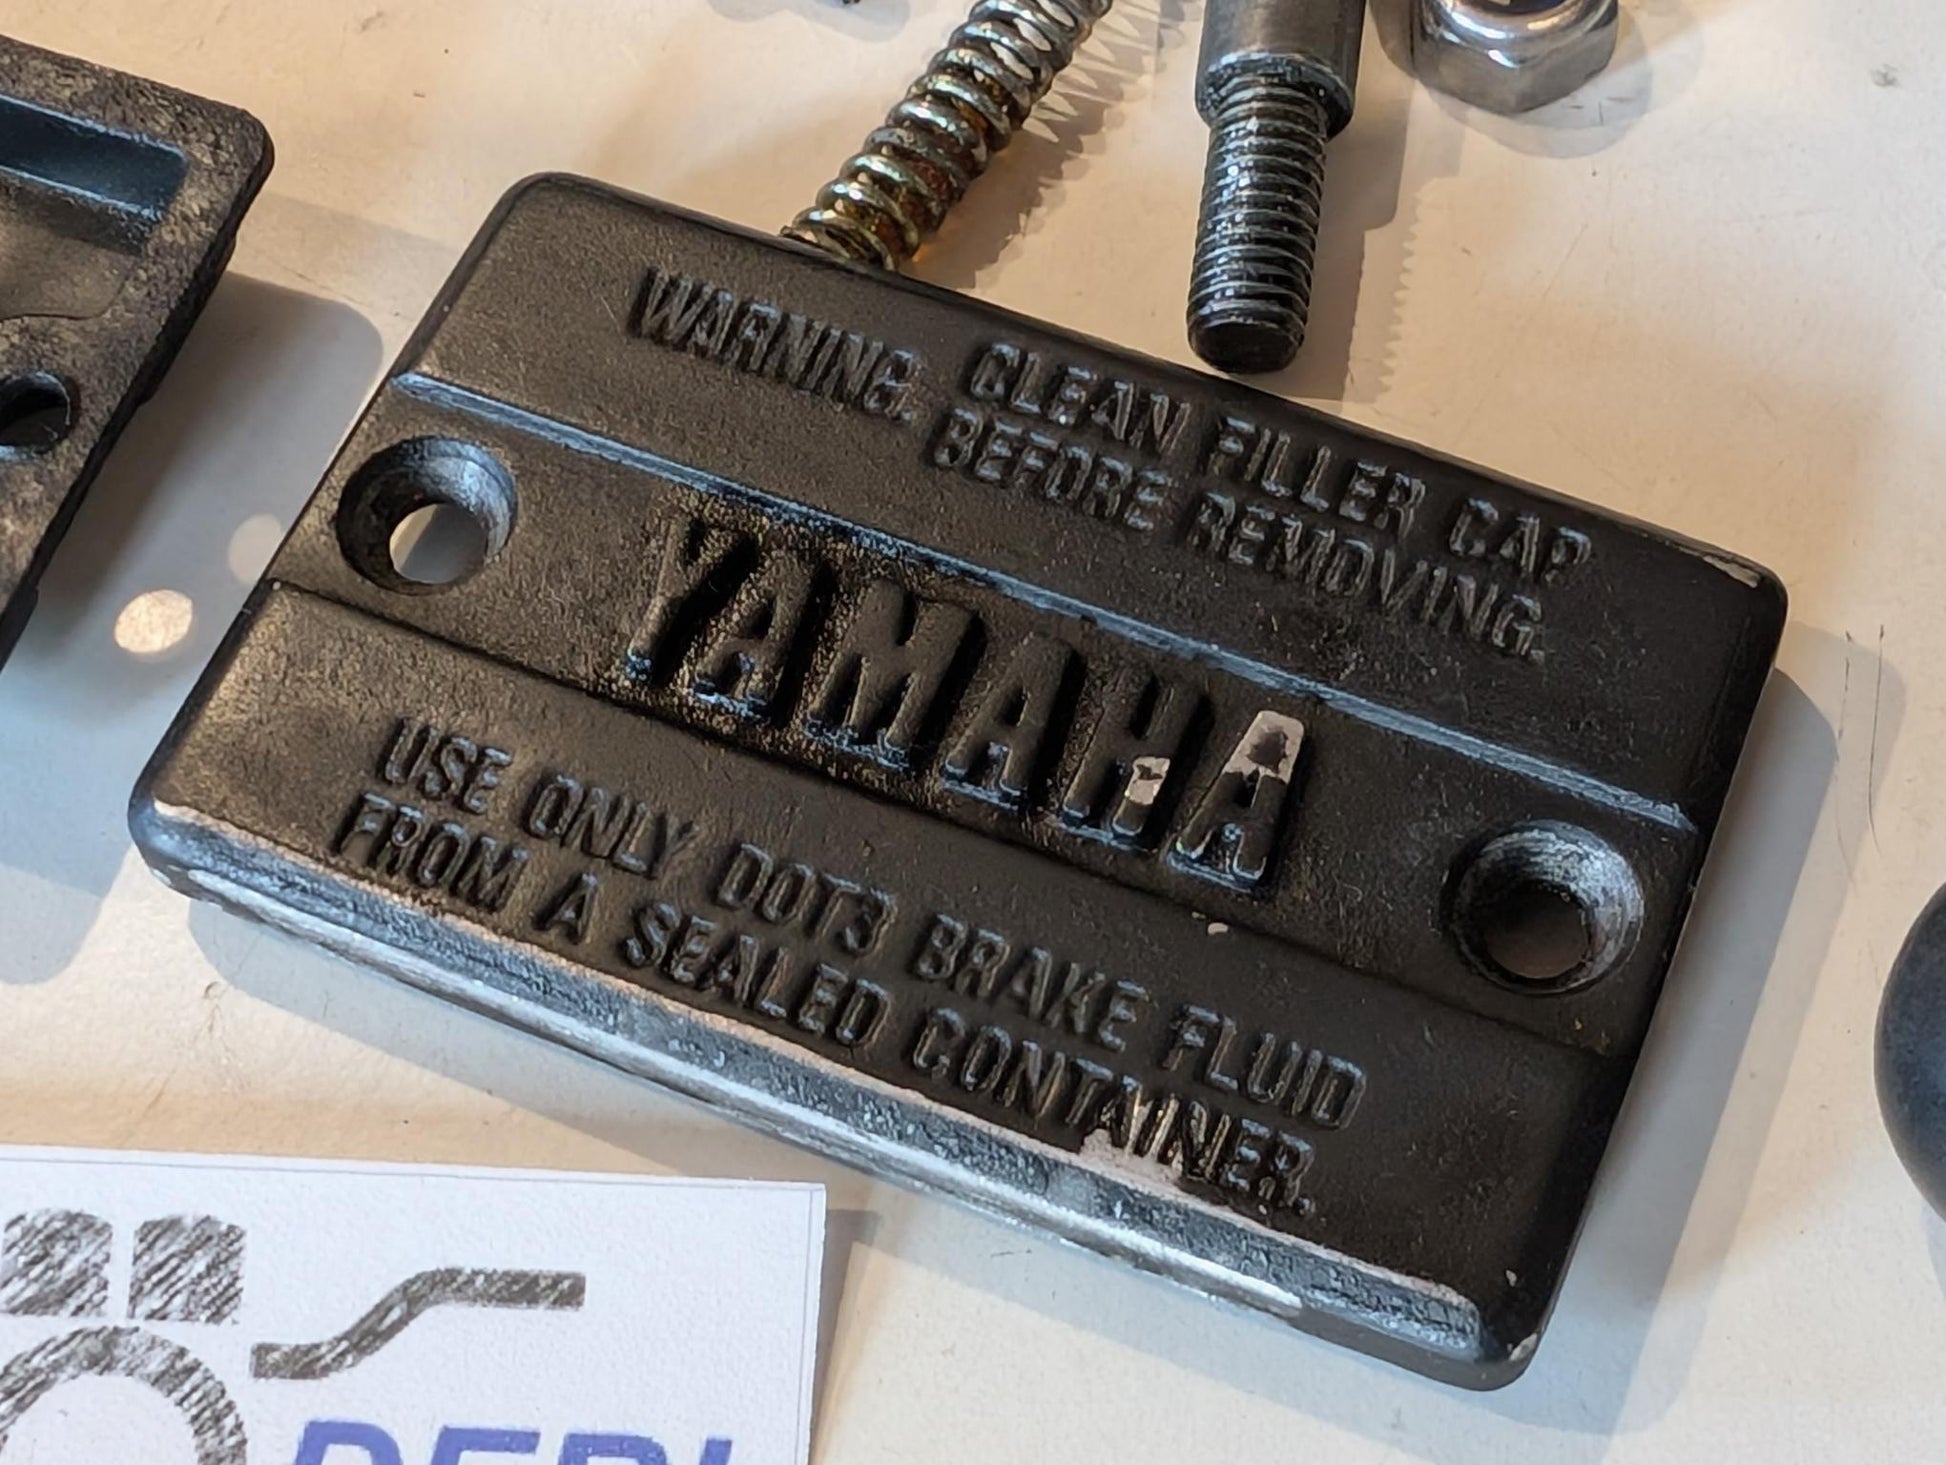 WARNING. CLEAN FILLER CAP
BEFORE REMOVING.
YAMAHA
USE ONLY DOT3 BRAKE FLUID
FROM A SEALED CONTAINER.